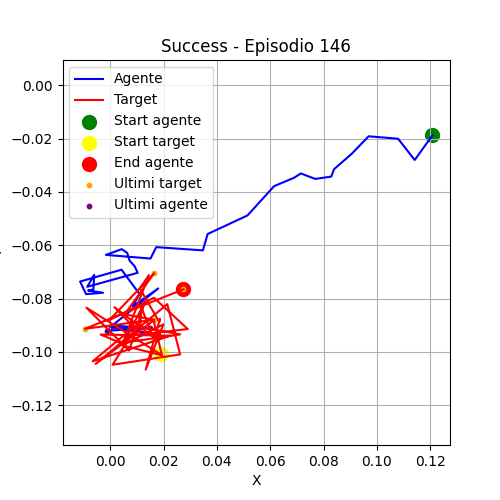 Success - Episodio 146
Agente
Target
Start agente
Start target
End agente
Ultimi target
Ultimi agente
0.00
−0.02
−0.04
−0.06
−0.08
−0.10
−0.12
0.00 0.02 0.04 0.06 0.08 0.10 0.12
X